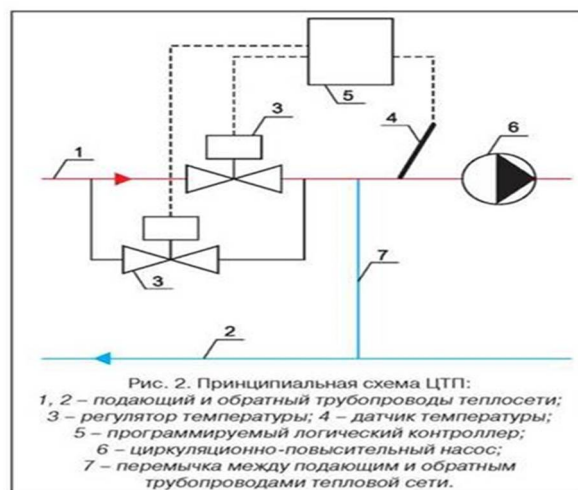 5
3
4
6
1
3
7
2
Рис. 2. Принципиальная схема ЦТП:
1, 2 – подающий и обратный трубопроводы теплосети;
3 – регулятор температуры; 4 – датчик температуры;
5 – программируемый логический контроллер;
6 – циркуляционно-повысительный насос;
7 – перемычка между подающим и обратным
трубопроводами тепловой сети.